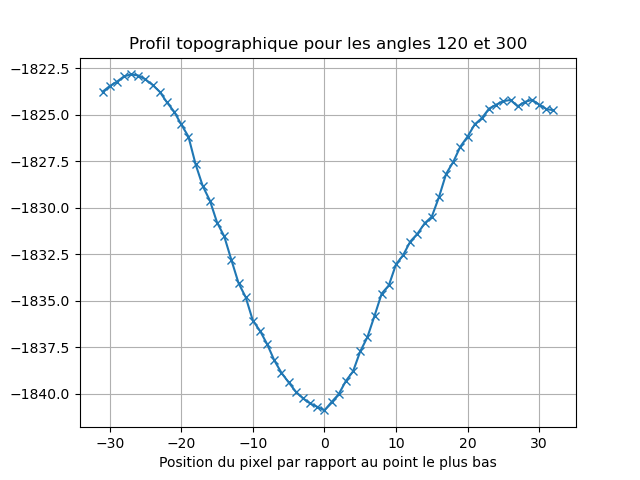 Profil topographique pour les angles 120 et 300
−1822.5
−1825.0
−1827.5
−1830.0
−1832.5
−1835.0
−1837.5
−1840.0
−30 −20 −10 0 10 20 30
Position du pixel par rapport au point le plus bas